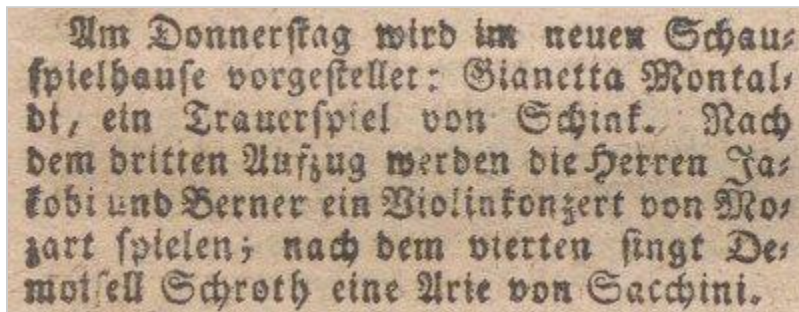 Am Donnerſtag wird im neuen Schau⸗
ſpielhauſe vorgeſtellet: Gianetta Montal⸗
di, ein Trauerſpiel von Schink. Nach
dem dritten Aufzug werden die Herren Ja⸗
kobi und Berner ein Violinkonzert von Mo⸗
zart ſpielen; nach dem vierten ſingt De⸗
moiſell Schroth eine Arie von Sacchini.